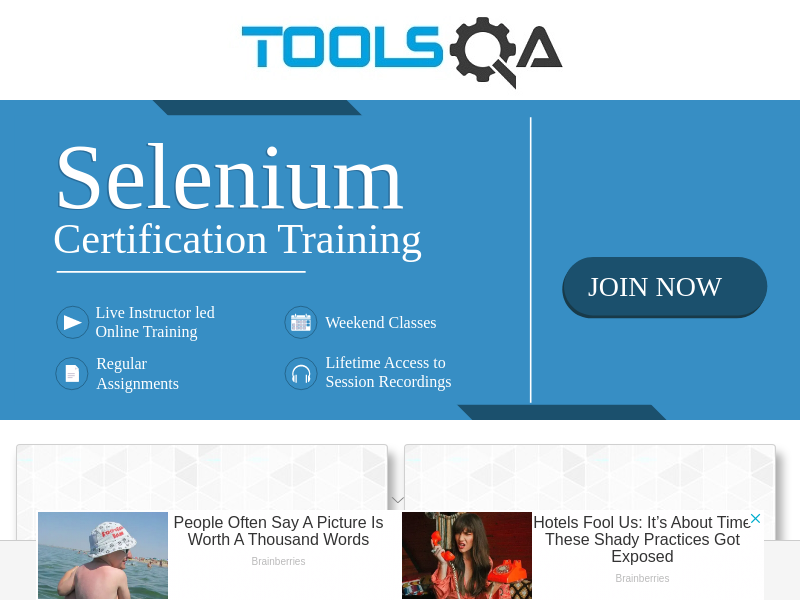 TOOLSQA
Selenium
Certification Training
JOIN NOW
Live Instructor led
Online Training
Weekend Classes
Regular
Assignments
Lifetime Access to
Session Recordings
People Often Say A Picture Is
Worth A Thousand Words
Brainberries
Hotels Fool Us: It's About Time
These Shady Practices Got
Exposed
Brainberries